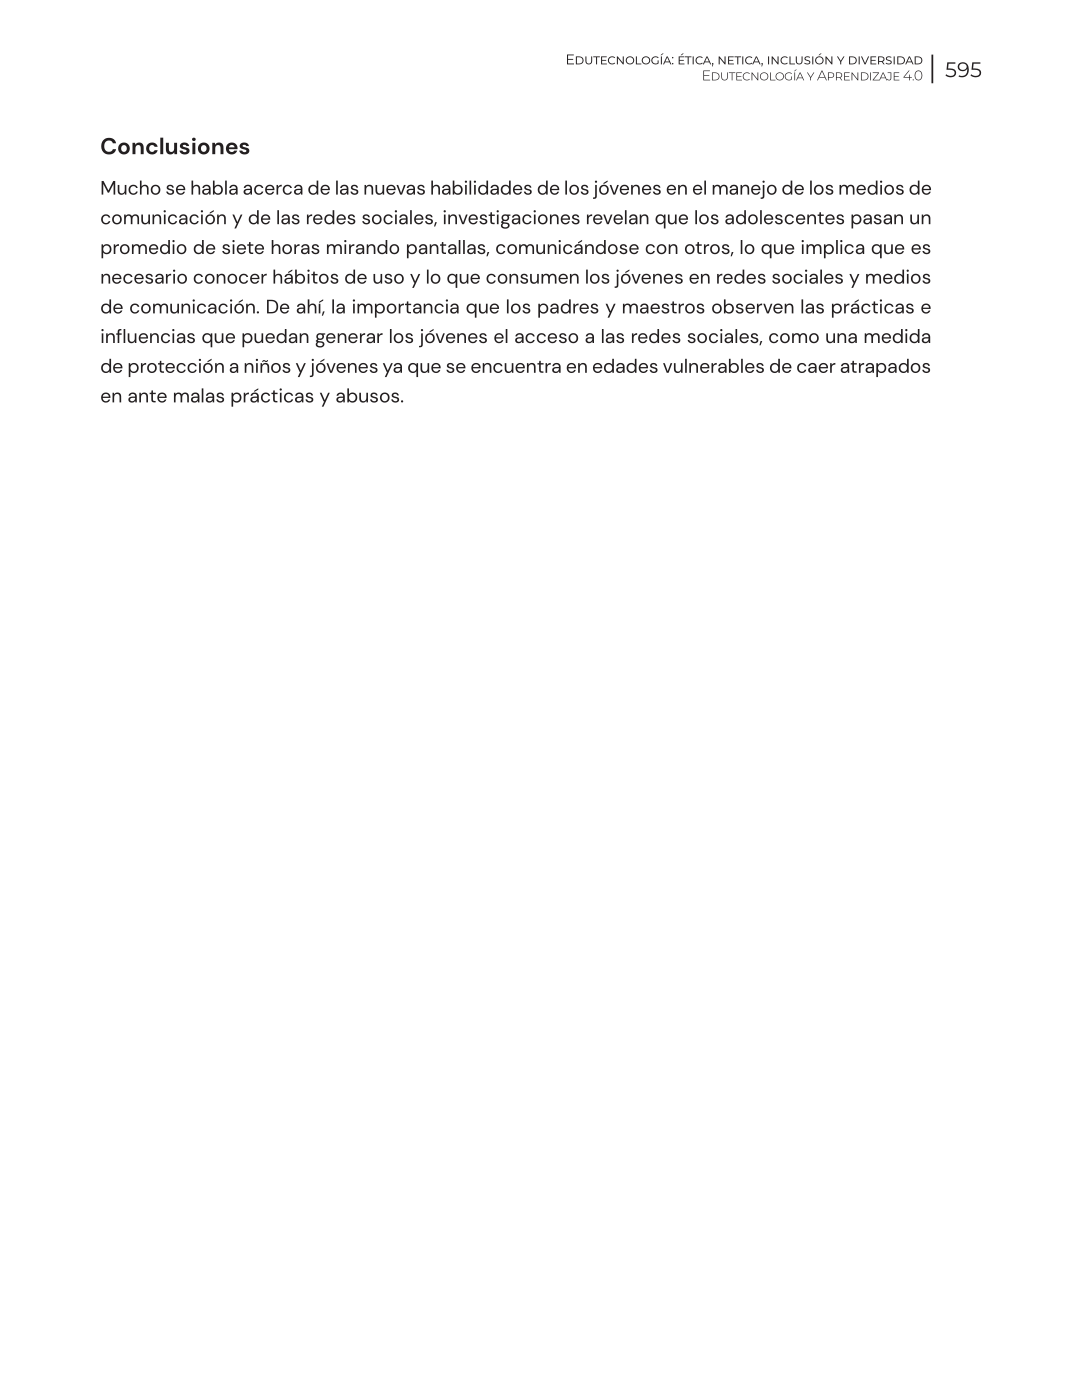 Edutecnología: ética, netica, inclusión y diversidad
Edutecnología y Aprendizaje 4.0
595
Conclusiones
Mucho se habla acerca de las nuevas habilidades de los jóvenes en el manejo de los medios de
comunicación y de las redes sociales, investigaciones revelan que los adolescentes pasan un
promedio de siete horas mirando pantallas, comunicándose con otros, lo que implica que es
necesario conocer hábitos de uso y lo que consumen los jóvenes en redes sociales y medios
de comunicación. De ahí, la importancia que los padres y maestros observen las prácticas e
influencias que puedan generar los jóvenes el acceso a las redes sociales, como una medida
de protección a niños y jóvenes ya que se encuentra en edades vulnerables de caer atrapados
en ante malas prácticas y abusos.